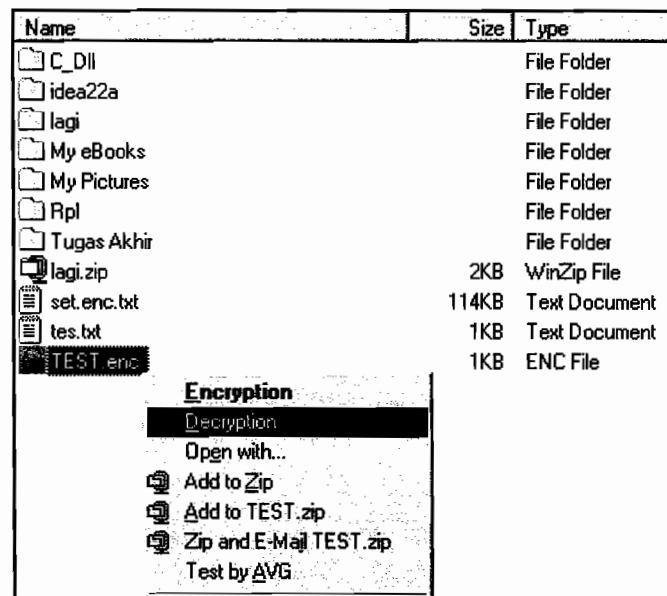 Name Size Type
C_Dll File Folder
idea22a File Folder
lagi File Folder
My eBooks File Folder
My Pictures File Folder
Rpl File Folder
Tugas Akhir File Folder
lagi.zip 2KB WinZip File
set.enc.txt 114KB Text Document
tes.txt 1KB Text Document
TEST.enc 1KB ENC File
Encryption
Decryption
Open with...
Add to Zip
Add to TEST.zip
Zip and E-Mail TEST.zip
Test by AVG